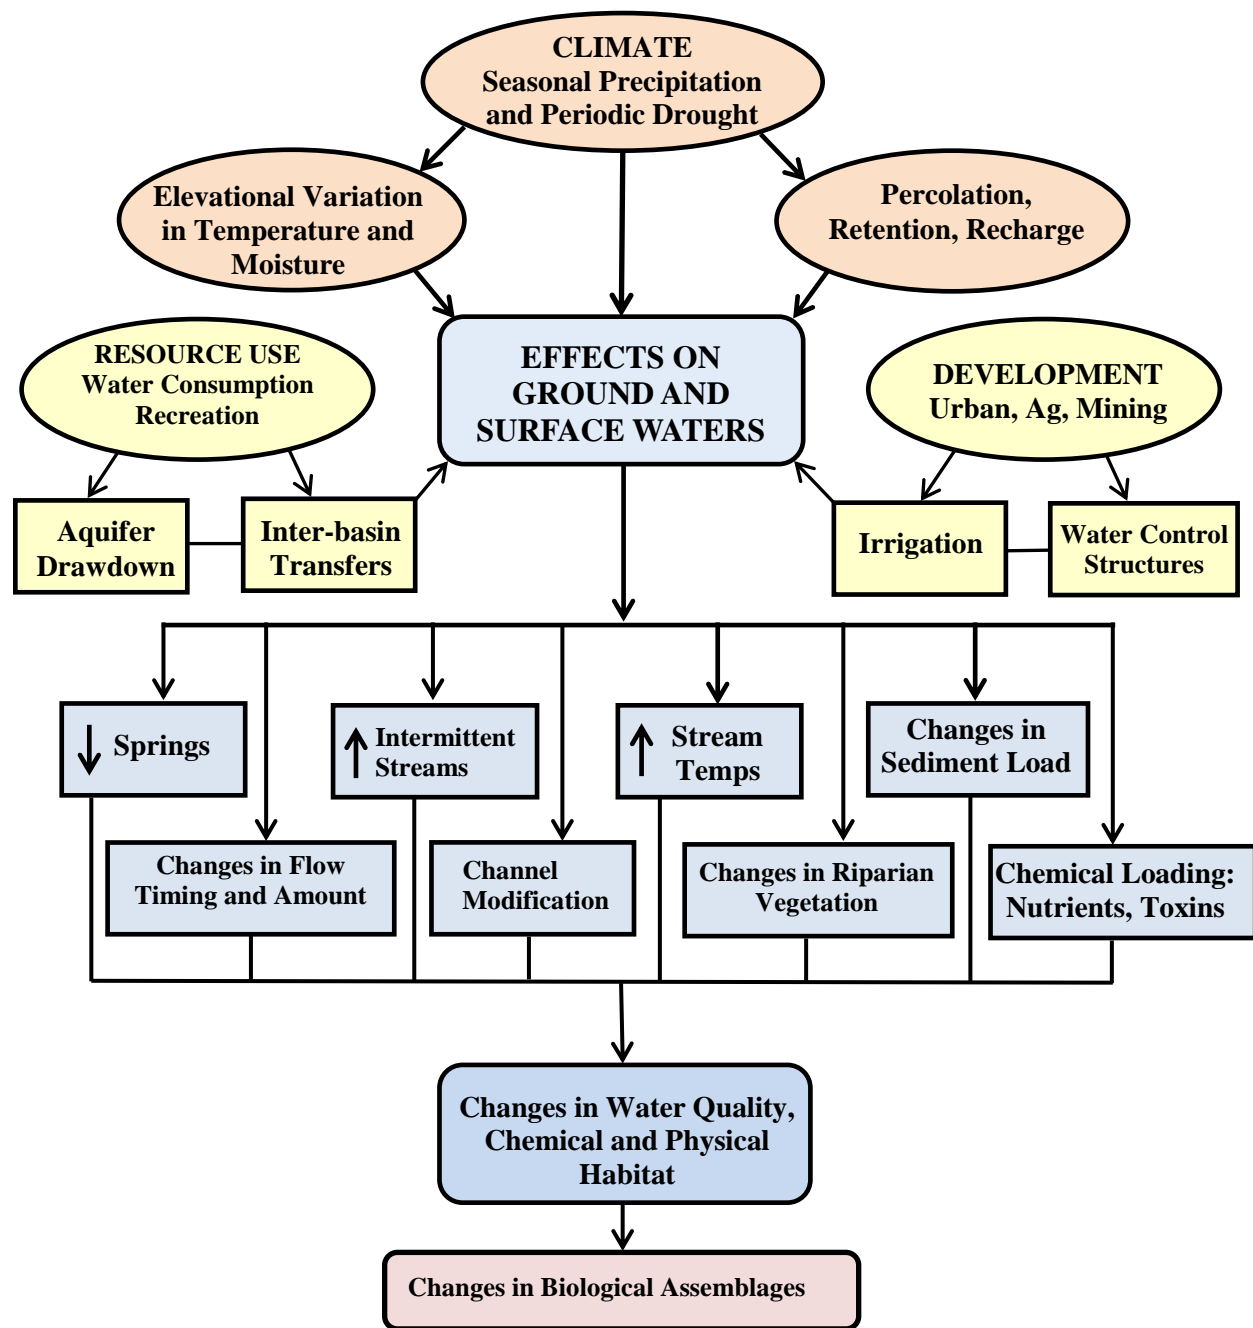 CLIMATE
Seasonal Precipitation
and Periodic Drought
Elevational Variation
in Temperature and
Moisture
Percolation,
Retention, Recharge
EFFECTS ON
GROUND AND
SURFACE WATERS
RESOURCE USE
Water Consumption
Recreation
DEVELOPMENT
Urban, Ag, Mining
Aquifer
Drawdown
Inter-basin
Transfers
Irrigation
Water Control
Structures
Springs
Intermittent
Streams
Stream
Temps
Changes in
Sediment Load
Changes in Flow
Timing and Amount
Channel
Modification
Changes in Riparian
Vegetation
Chemical Loading:
Nutrients, Toxins
Changes in Water Quality,
Chemical and Physical
Habitat
Changes in Biological Assemblages